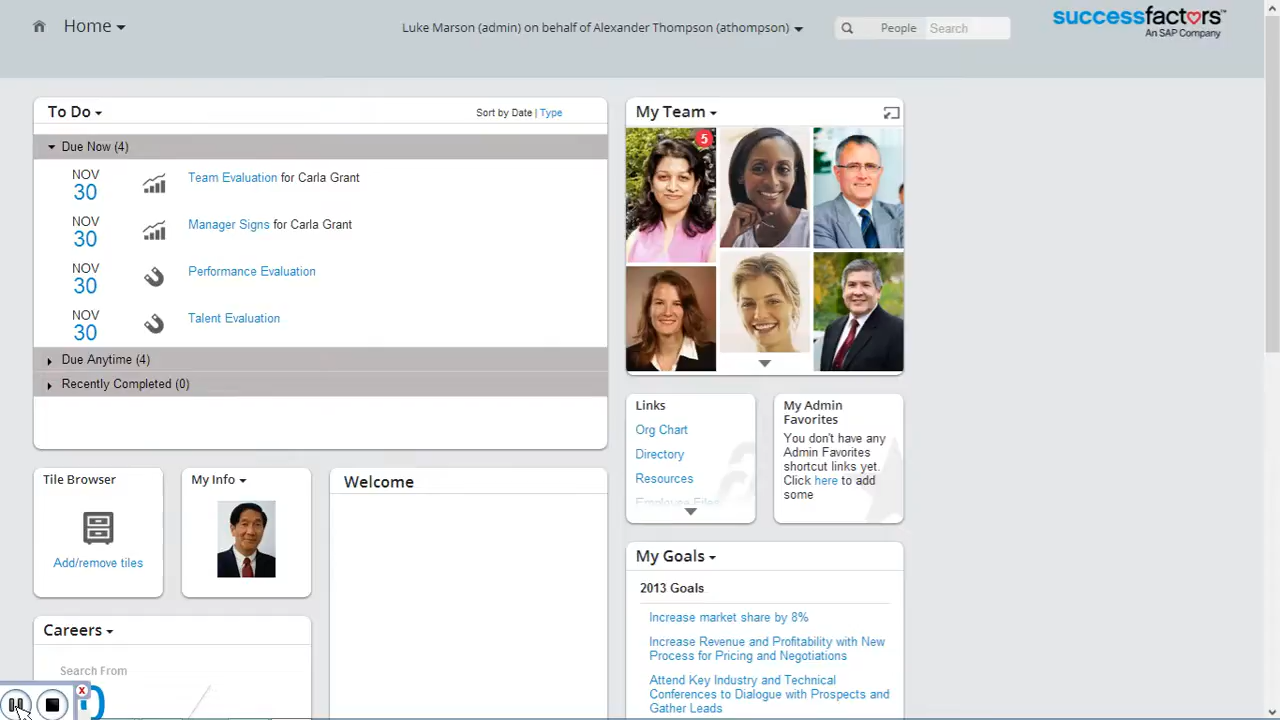 Home
Luke Marson (admin) on behalf of Alexander Thompson (athompson)
People
Search
successfactors™
An SAP Company
To Do
Sort by Date | Type
Due Now (4)
NOV
30
Team Evaluation for Carla Grant
NOV
30
Manager Signs for Carla Grant
NOV
30
Performance Evaluation
NOV
30
Talent Evaluation
Due Anytime (4)
Recently Completed (0)
My Team
5
Links
Org Chart
Directory
Resources
Employee Files
My Admin
Favorites
You don't have any
Admin Favorites
shortcut links yet.
Click here to add
some
Tile Browser
Add/remove tiles
My Info
Welcome
My Goals
2013 Goals
Increase market share by 8%
Increase Revenue and Profitability with New
Process for Pricing and Negotiations
Attend Key Industry and Technical
Conferences to Dialogue with Prospects and
Gather Leads
Careers
Search From
x